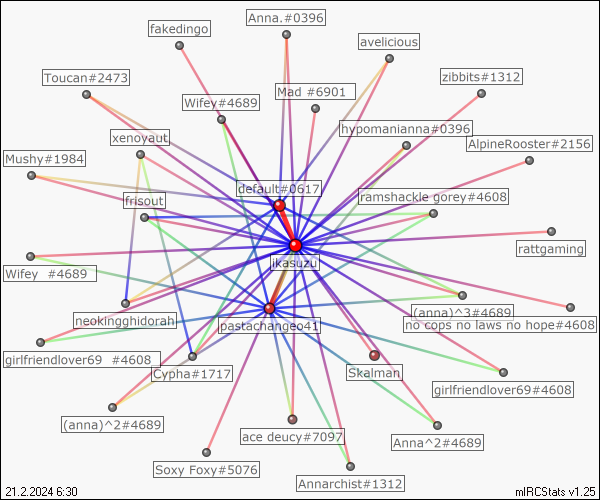 Anna.#0396
fakedingo
avelicious
Toucan#2473
zibbits#1312
Mad #6901
Wifey#4689
hypomanianna#0396
xenoyaut
AlpineRooster#2156
Mushy#1984
default#0617
frisout
ramshackle gorey#4608
rattgaming
ikasuzu
Wifey #4689
(anna)^3#4689
neokingghidorah
pastachangeo41
no cops no laws no hope#4608
girlfriendlover69 #4608
Cypha#1717
Skalman
girlfriendlover69#4608
(anna)^2#4689
ace deucy#7097
Anna^2#4689
Soxy Foxy#5076
Annarchist#1312
21.2.2024 6:30
mIRCStats v1.25